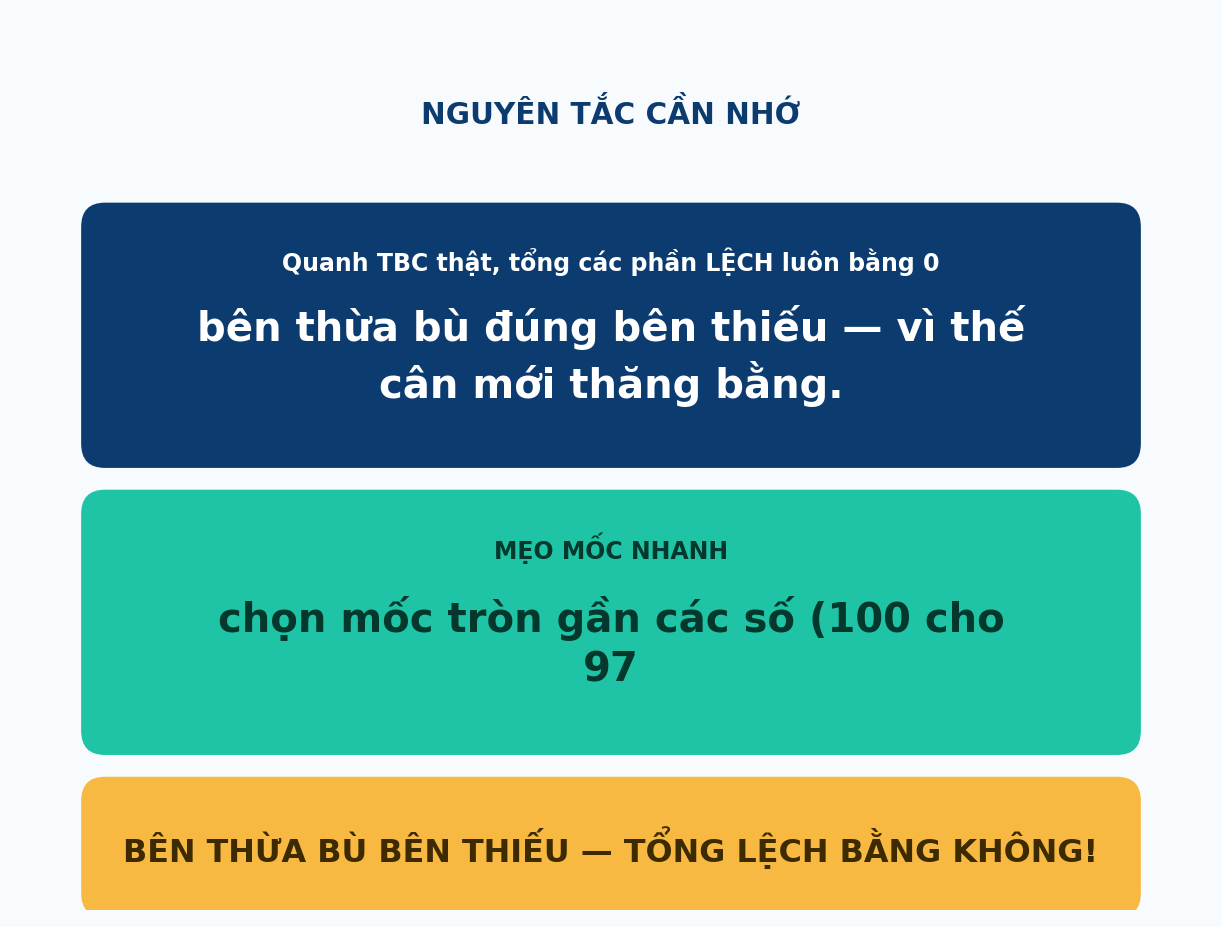 NGUYÊN TẮC CẦN NHỚ
Quanh TBC thật, tổng các phần LỆCH luôn bằng 0
bên thừa bù đúng bên thiếu — vì thế
cân mới thăng bằng.
MẸO MỐC NHANH
chọn mốc tròn gần các số (100 cho
97
BÊN THỪA BÙ BÊN THIẾU — TỔNG LỆCH BẰNG KHÔNG!